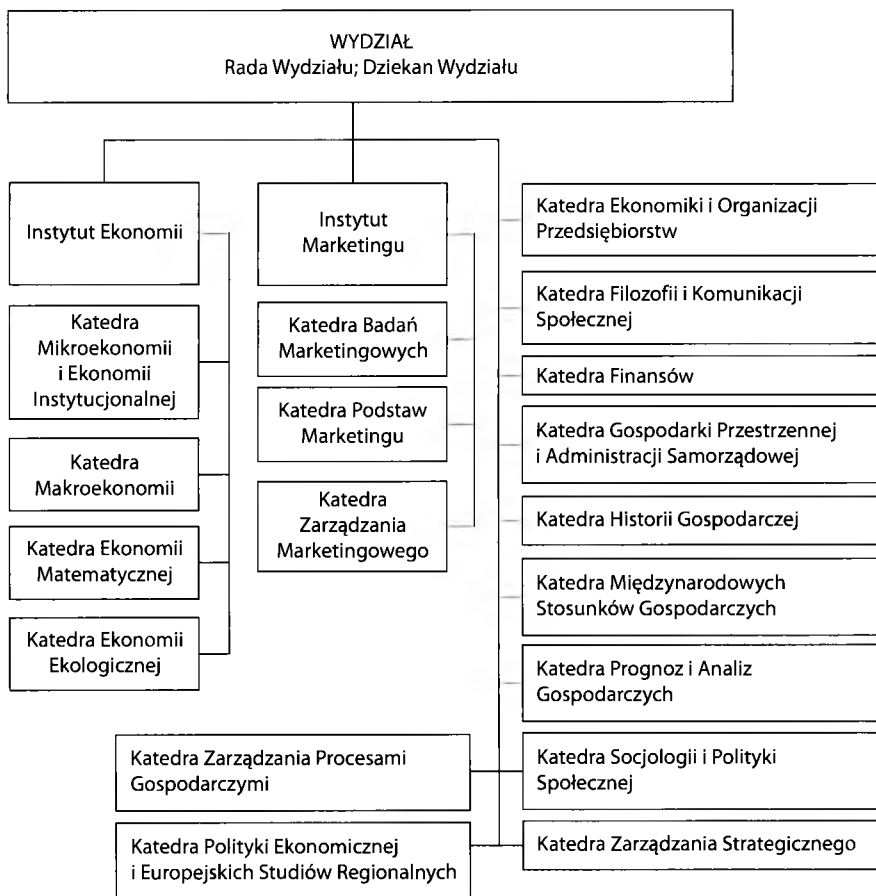 WYDZIAŁ
Rada Wydziału; Dziekan Wydziału
Instytut Ekonomii
Katedra
Mikroekonomii
i Ekonomii
Instytucjonalnej
Katedra
Makroekonomii
Katedra Ekonomii
Matematycznej
Katedra Ekonomii
Ekologicznej
Instytut
Marketingu
Katedra Badań
Marketingowych
Katedra Podstaw
Marketingu
Katedra
Zarządzania
Marketingowego
Katedra Ekonomiki i Organizacji
Przedsiębiorstw
Katedra Filozofii i Komunikacji
Społecznej
Katedra Finansów
Katedra Gospodarki Przestrzennej
i Administracji Samorządowej
Katedra Historii Gospodarczej
Katedra Międzynarodowych
Stosunków Gospodarczych
Katedra Prognoz i Analiz
Gospodarczych
Katedra Zarządzania Procesami
Gospodarczymi
Katedra Socjologii i Polityki
Społecznej
Katedra Polityki Ekonomicznej
i Europejskich Studiów Regionalnych
Katedra Zarządzania Strategicznego